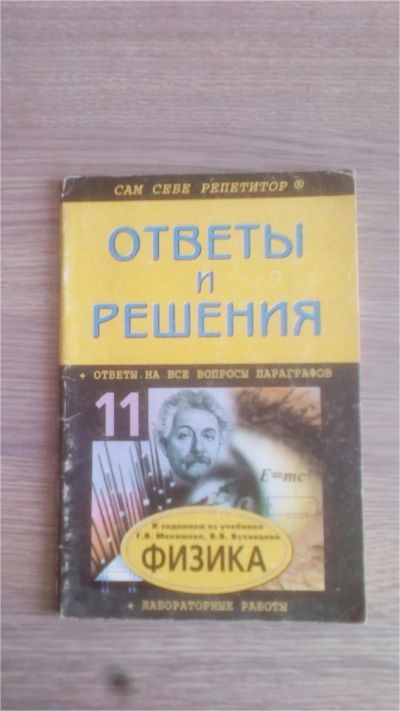 САМ СЕБЕ РЕПЕТИТОР ®
ОТВЕТЫ
И
РЕШЕНИЯ
+ ОТВЕТЫ НА ВСЕ ВОПРОСЫ ПАРАГРАФОВ
11
E=mc²
К заданиям из учебника
Г.Я. Мякишева, Б.Б. Буховцева
ФИЗИКА
+ ЛАБОРАТОРНЫЕ РАБОТЫ